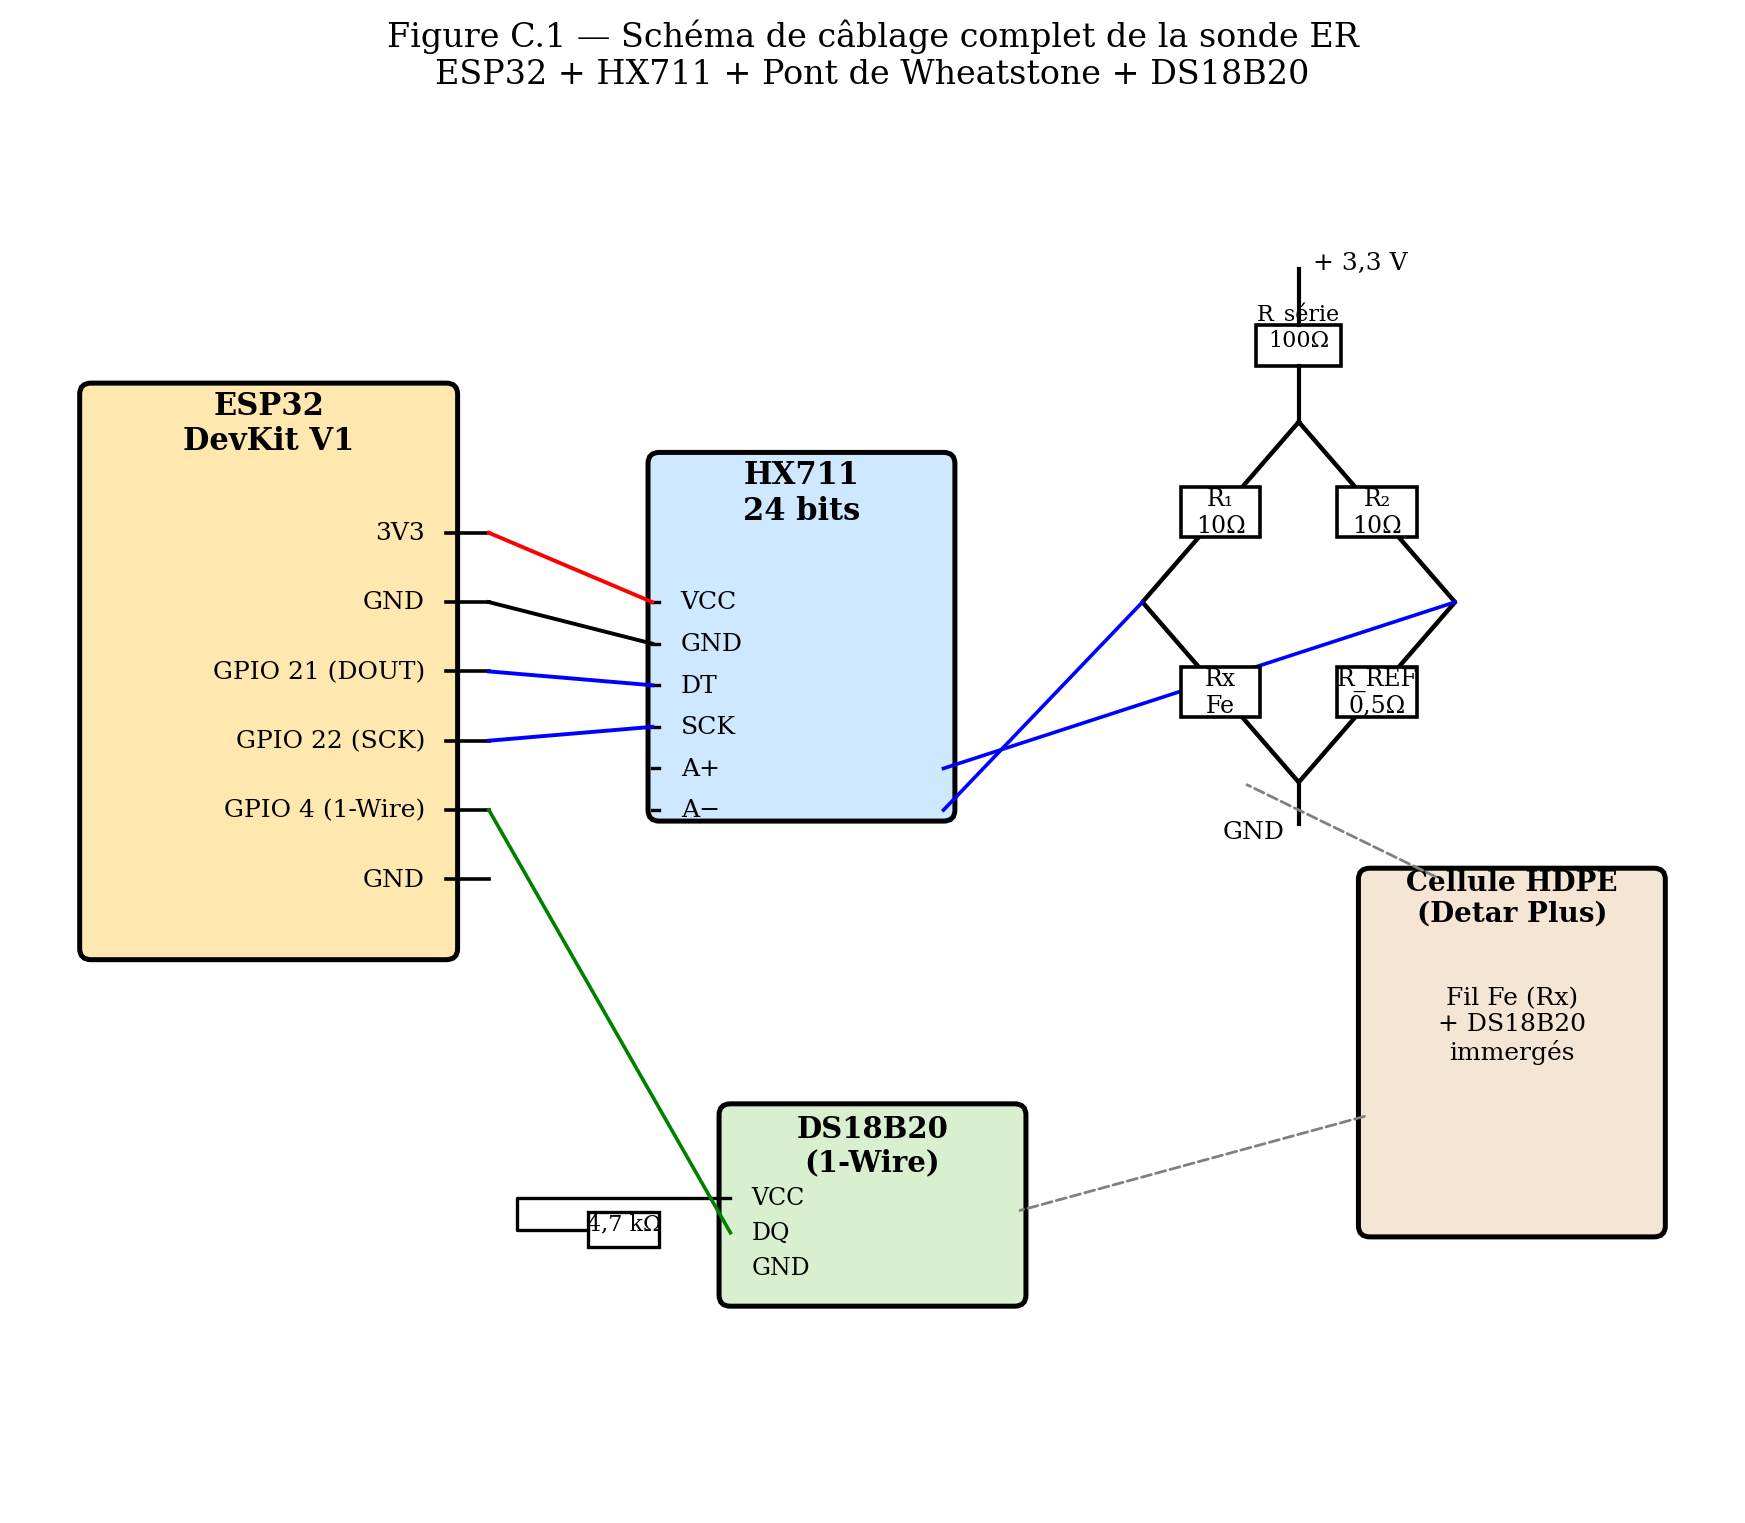 Figure C.1 — Schéma de câblage complet de la sonde ER
ESP32 + HX711 + Pont de Wheatstone + DS18B20
+ 3,3 V
R_série
100Ω
ESP32
DevKit V1
3V3
GND
GPIO 21 (DOUT)
GPIO 22 (SCK)
GPIO 4 (1-Wire)
GND
HX711
24 bits
VCC
GND
DT
SCK
A+
A−
R₁
10Ω
R₂
10Ω
Rx
Fe
R_REF
0,5Ω
GND
Cellule HDPE
(Detar Plus)
Fil Fe (Rx)
+ DS18B20
immergés
DS18B20
(1-Wire)
VCC
DQ
GND
4,7 kΩ